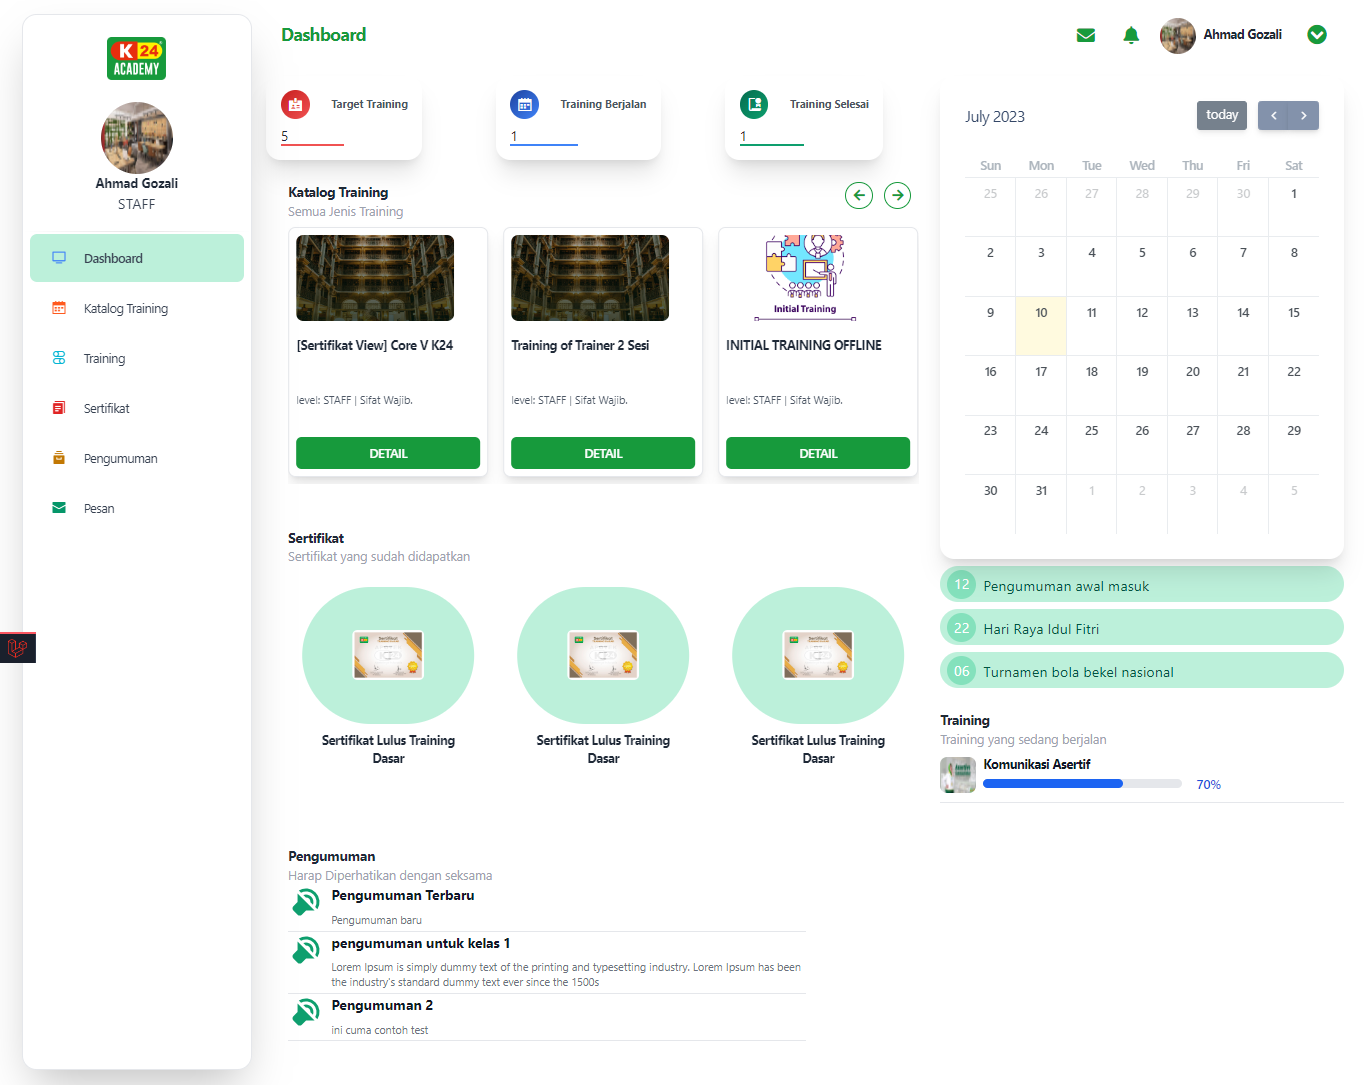 K 24
ACADEMY
Ahmad Gozali
STAFF
Dashboard
Katalog Training
Training
Sertifikat
Pengumuman
Pesan
Dashboard
Ahmad Gozali
Target Training
5
Training Berjalan
1
Training Selesai
1
Katalog Training
Semua Jenis Training
[Sertifikat View] Core V K24
level: STAFF | Sifat Wajib.
DETAIL
Training of Trainer 2 Sesi
level: STAFF | Sifat Wajib.
DETAIL
Initial Training
INITIAL TRAINING OFFLINE
level: STAFF | Sifat Wajib.
DETAIL
Sertifikat
Sertifikat yang sudah didapatkan
Sertifikat Lulus Training
Dasar
Sertifikat Lulus Training
Dasar
Sertifikat Lulus Training
Dasar
Pengumuman
Harap Diperhatikan dengan seksama
Pengumuman Terbaru
Pengumuman baru
pengumuman untuk kelas 1
Lorem Ipsum is simply dummy text of the printing and typesetting industry. Lorem Ipsum has been
the industry's standard dummy text ever since the 1500s
Pengumuman 2
ini cuma contoh test
July 2023
today
Sun Mon Tue Wed Thu Fri Sat
25 26 27 28 29 30 1
2 3 4 5 6 7 8
9 10 11 12 13 14 15
16 17 18 19 20 21 22
23 24 25 26 27 28 29
30 31 1 2 3 4 5
12 Pengumuman awal masuk
22 Hari Raya Idul Fitri
06 Turnamen bola bekel nasional
Training
Training yang sedang berjalan
Komunikasi Asertif
70%